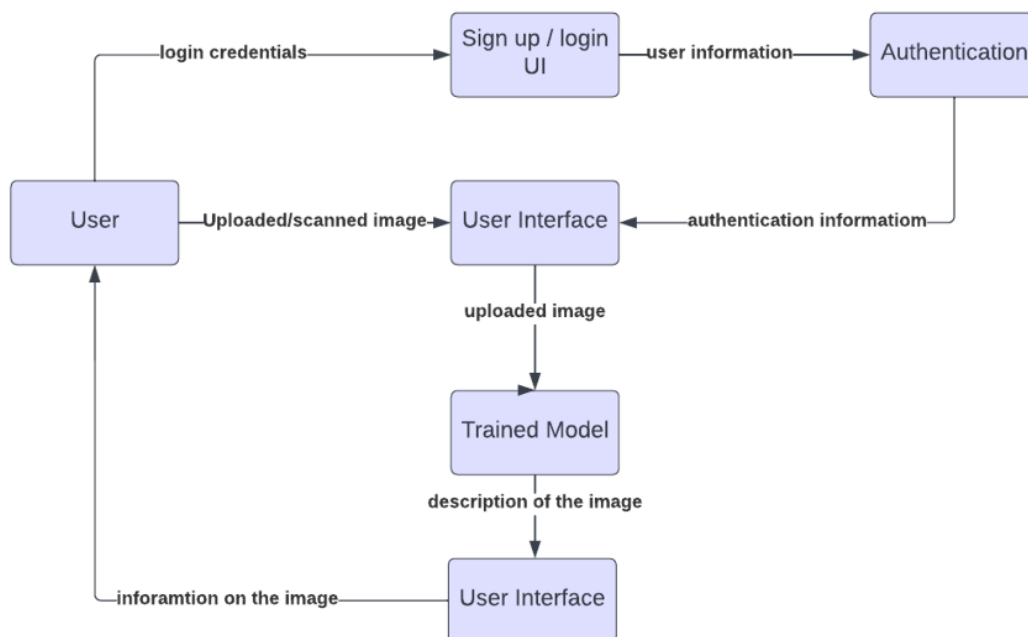 login credentials
Sign up / login
UI
user information
Authentication
User
Uploaded/scanned image
User Interface
authentication informatiom
uploaded image
Trained Model
description of the image
inforamtion on the image
User Interface